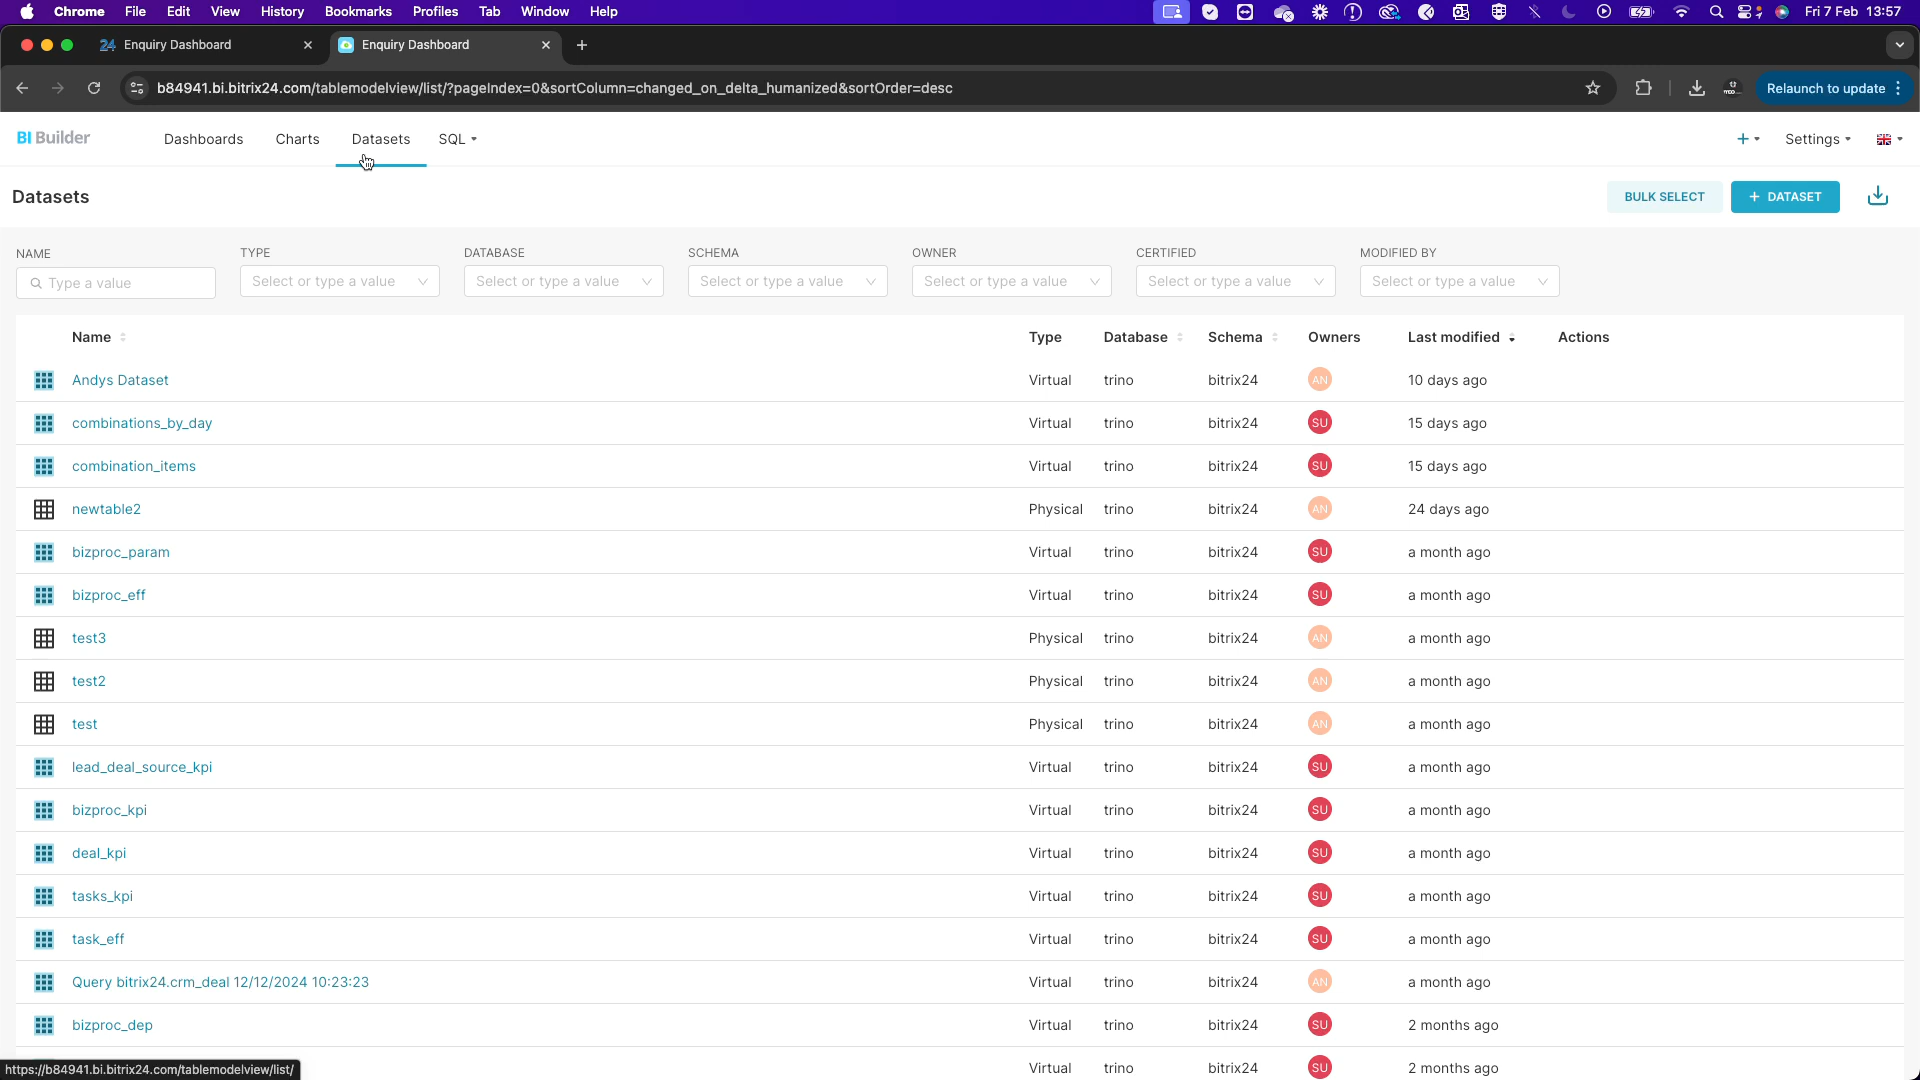 Chrome File Edit View History Bookmarks Profiles Tab Window Help Fri 7 Feb 13:57
24 Enquiry Dashboard Enquiry Dashboard
b84941.bi.bitrix24.com/tablemodelview/list/?pageIndex=0&sortColumn=changed_on_delta_humanized&sortOrder=desc Relaunch to update
BI Builder Dashboards Charts Datasets SQL Settings
Datasets BULK SELECT + DATASET
NAME TYPE DATABASE SCHEMA OWNER CERTIFIED MODIFIED BY
Type a value Select or type a value Select or type a value Select or type a value Select or type a value Select or type a value Select or type a value
Name Type Database Schema Owners Last modified Actions
Andys Dataset Virtual trino bitrix24 AN 10 days ago
combinations_by_day Virtual trino bitrix24 SU 15 days ago
combination_items Virtual trino bitrix24 SU 15 days ago
newtable2 Physical trino bitrix24 AN 24 days ago
bizproc_param Virtual trino bitrix24 SU a month ago
bizproc_eff Virtual trino bitrix24 SU a month ago
test3 Physical trino bitrix24 AN a month ago
test2 Physical trino bitrix24 AN a month ago
test Physical trino bitrix24 AN a month ago
lead_deal_source_kpi Virtual trino bitrix24 SU a month ago
bizproc_kpi Virtual trino bitrix24 SU a month ago
deal_kpi Virtual trino bitrix24 SU a month ago
tasks_kpi Virtual trino bitrix24 SU a month ago
task_eff Virtual trino bitrix24 SU a month ago
Query bitrix24.crm_deal 12/12/2024 10:23:23 Virtual trino bitrix24 AN a month ago
bizproc_dep Virtual trino bitrix24 SU 2 months ago
Virtual trino bitrix24 SU 2 months ago
https://b84941.bi.bitrix24.com/tablemodelview/list/